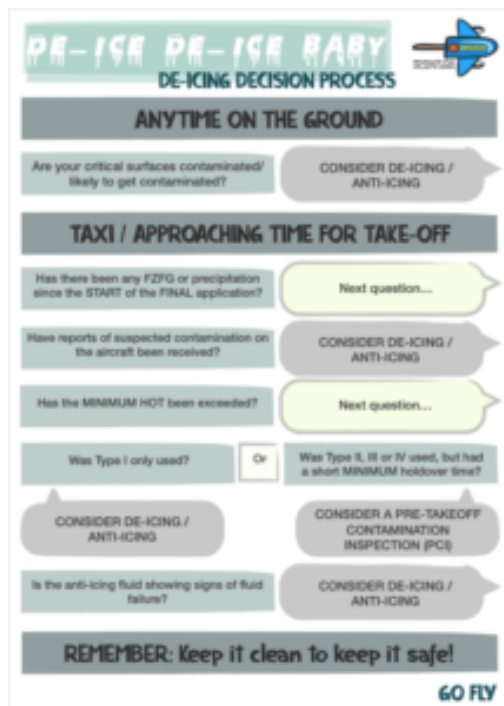 DE-ICE DE-ICE BABY
DE-ICING DECISION PROCESS
ANYTIME ON THE GROUND
Are your critical surfaces contaminated/
likely to get contaminated?
CONSIDER DE-ICING /
ANTI-ICING
TAXI / APPROACHING TIME FOR TAKE-OFF
Has there been any FZFG or precipitation
since the START of the FINAL application?
Next question...
Have reports of suspected contamination on
the aircraft been received?
CONSIDER DE-ICING /
ANTI-ICING
Has the MINIMUM HOT been exceeded?
Next question...
Was Type I only used?
Or
Was Type II, III or IV used, but had
a short MINIMUM holdover time?
CONSIDER DE-ICING /
ANTI-ICING
CONSIDER A PRE-TAKEOFF
CONTAMINATION
INSPECTION (PCI)
Is the anti-icing fluid showing signs of fluid
failure?
CONSIDER DE-ICING /
ANTI-ICING
REMEMBER: Keep it clean to keep it safe!
GO FLY